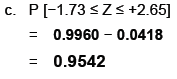 c. P [−1.73 ≤ Z ≤ +2.65]
= 0.9960 − 0.0418
= 0.9542